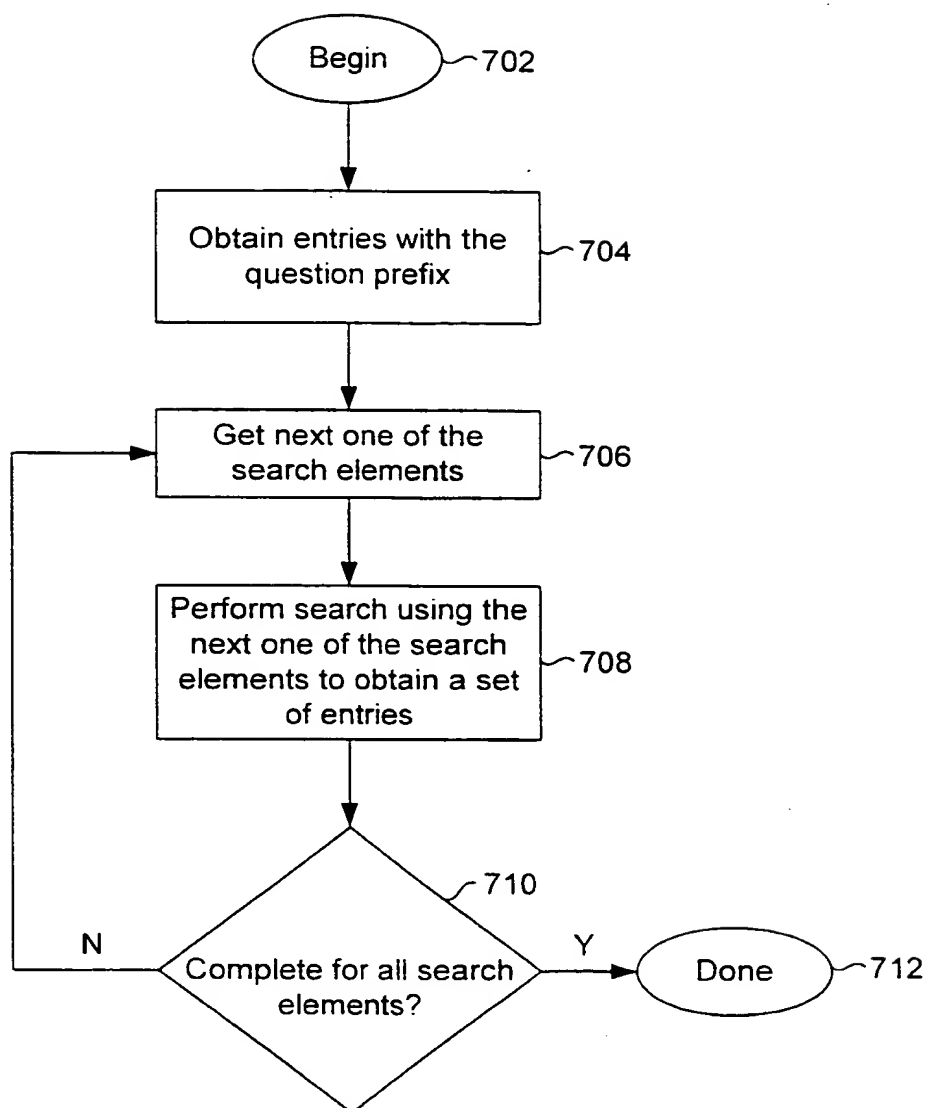 Begin
702
Obtain entries with the
question prefix
704
Get next one of the
search elements
706
Perform search using the
next one of the search
elements to obtain a set
of entries
708
710
N
Y
Complete for all search
elements?
Done
712